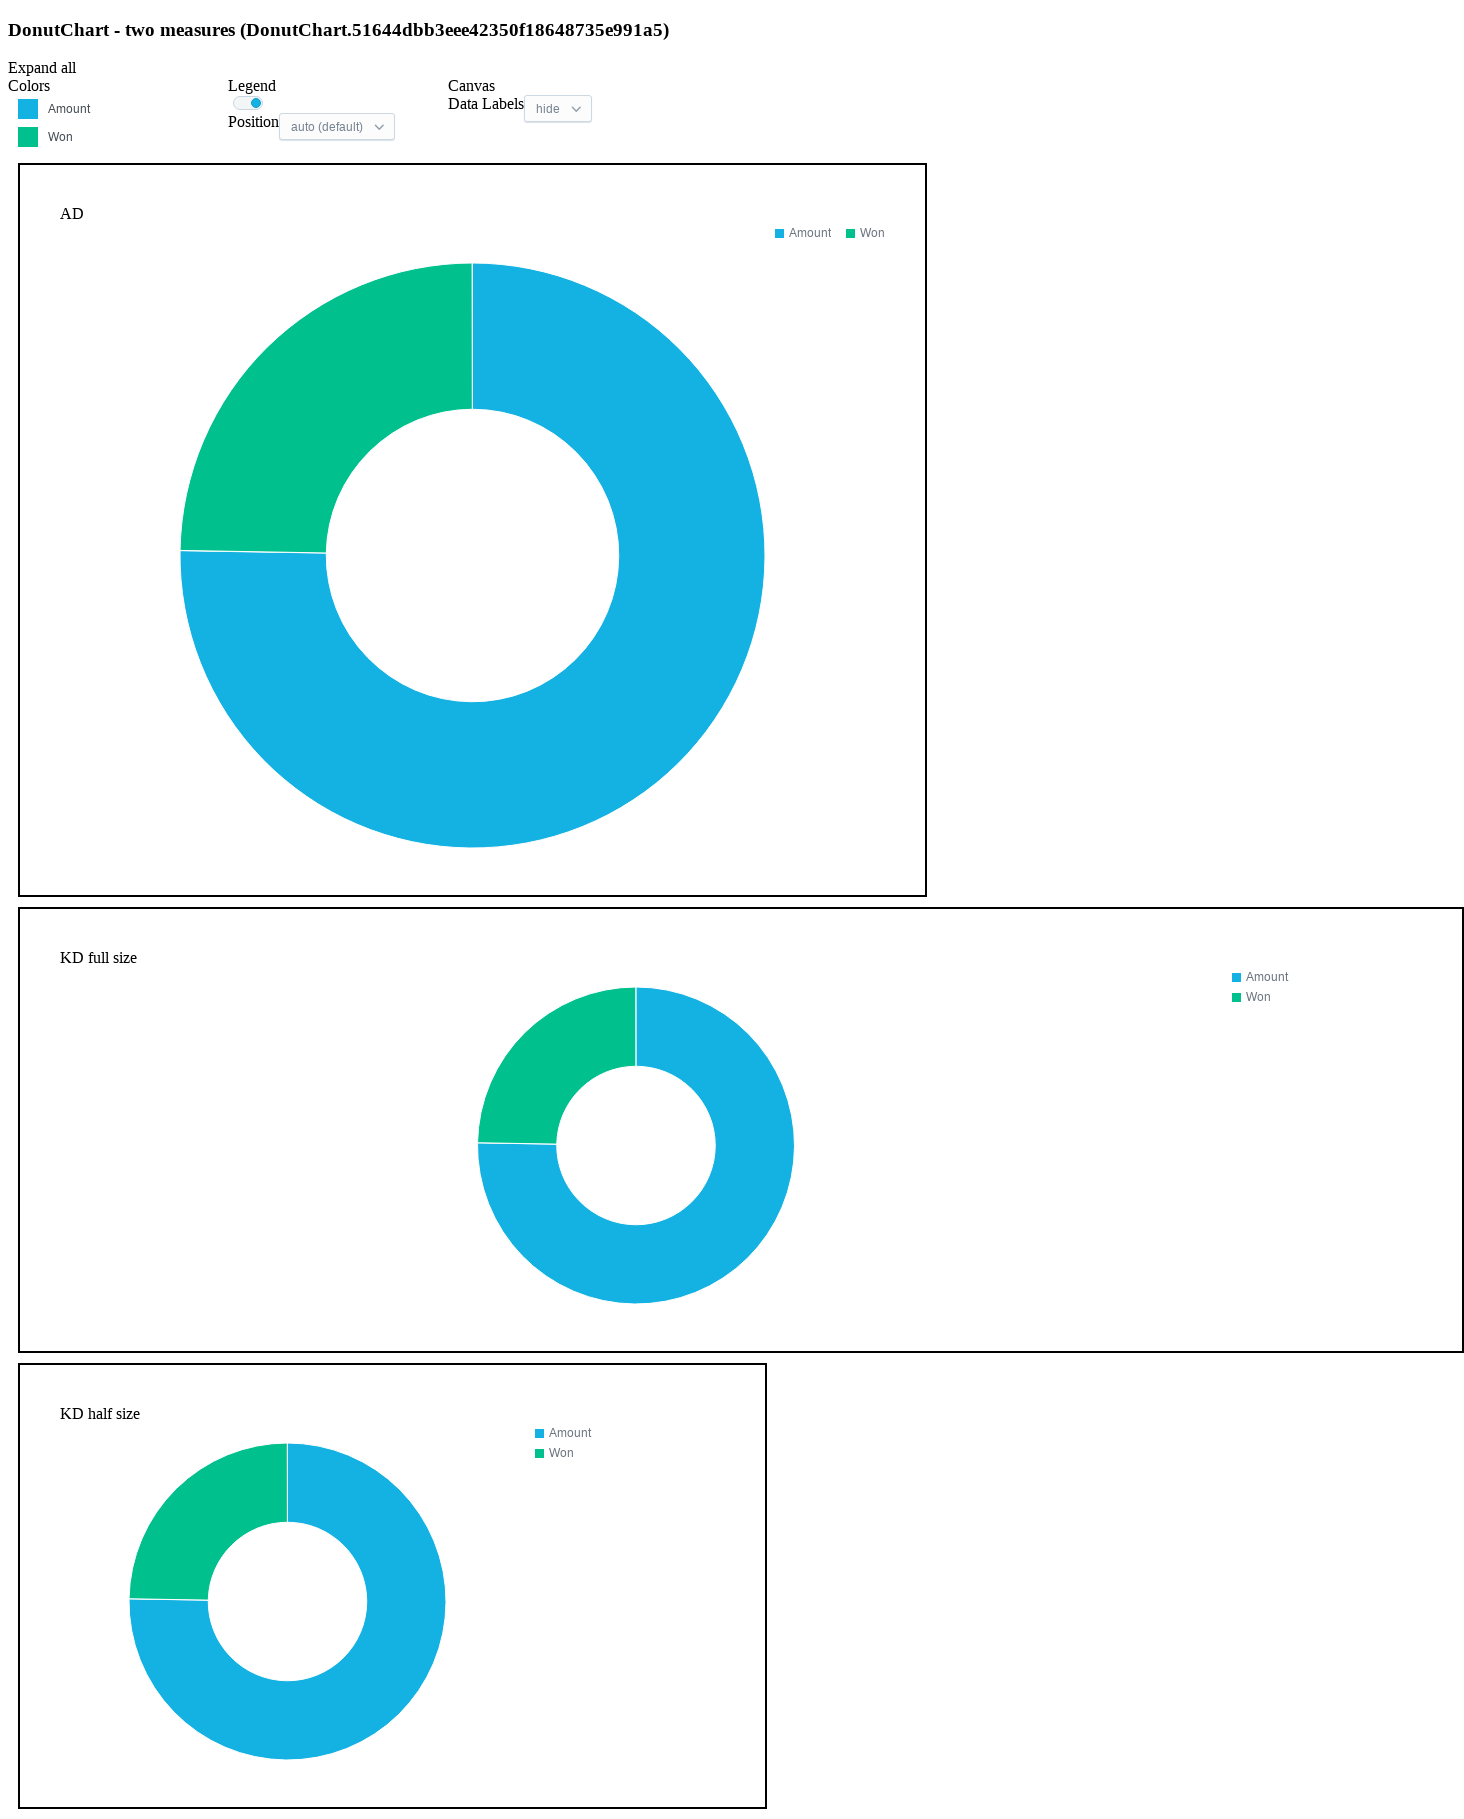 DonutChart - two measures (DonutChart.51644dbb3eee42350f18648735e991a5)
Expand all
Colors
Amount
Won
Legend
Position auto (default)
Canvas
Data Labels hide
AD
Amount Won
KD full size
Amount
Won
KD half size
Amount
Won